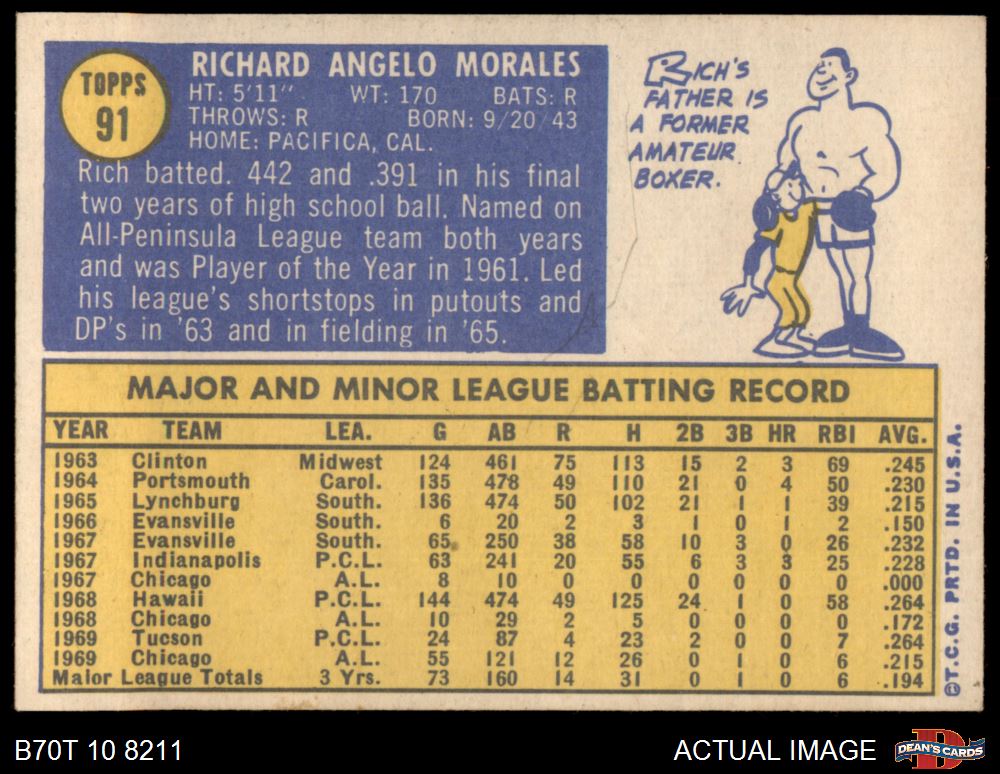 TOPPS
91
RICHARD ANGELO MORALES
HT: 5'11" WT: 170 BATS: R
THROWS: R BORN: 9/20/43
HOME: PACIFICA, CAL.
Rich batted. 442 and .391 in his final
two years of high school ball. Named on
All-Peninsula League team both years
and was Player of the Year in 1961. Led
his league's shortstops in putouts and
DP's in '63 and in fielding in '65.
RICH'S
FATHER IS
A FORMER
AMATEUR
BOXER.
MAJOR AND MINOR LEAGUE BATTING RECORD
YEAR TEAM LEA. G AB R H 2B 3B HR RBI AVG.
1963 Clinton Midwest 124 461 75 113 15 2 3 69 .245
1964 Portsmouth Carol. 135 478 49 110 21 0 4 50 .230
1965 Lynchburg South. 136 474 50 102 21 1 1 39 .215
1966 Evansville South. 6 20 2 3 1 0 1 2 .150
1967 Evansville South. 65 250 38 58 10 3 0 26 .232
1967 Indianapolis P.C.L. 63 241 20 55 6 3 3 25 .228
1967 Chicago A.L. 8 10 0 0 0 0 0 0 .000
1968 Hawaii P.C.L. 144 474 49 125 24 1 0 58 .264
1968 Chicago A.L. 10 29 2 5 0 0 0 0 .172
1969 Tucson P.C.L. 24 87 4 23 2 0 0 7 .264
1969 Chicago A.L. 55 121 12 26 0 1 0 6 .215
Major League Totals 3 Yrs. 73 160 14 31 0 1 0 6 .194
©T.C.G. PRTD. IN U.S.A.
B70T 10 8211
ACTUAL IMAGE
D
DEAN'S CARDS